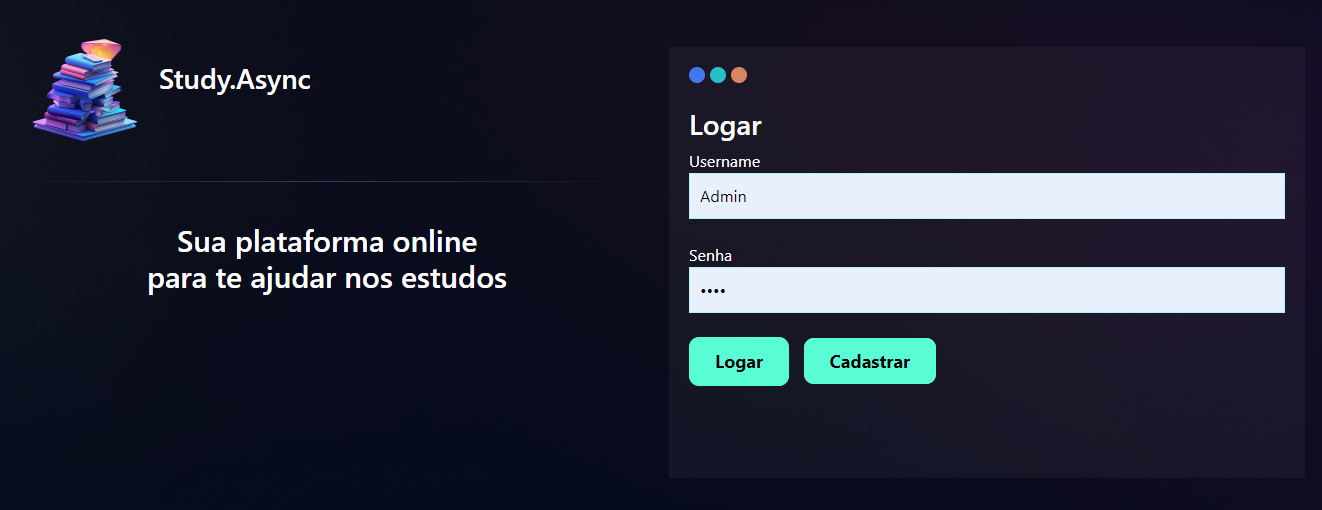 Study.Async
Sua plataforma online
para te ajudar nos estudos
Logar
Username
Admin
Senha
••••
Logar
Cadastrar